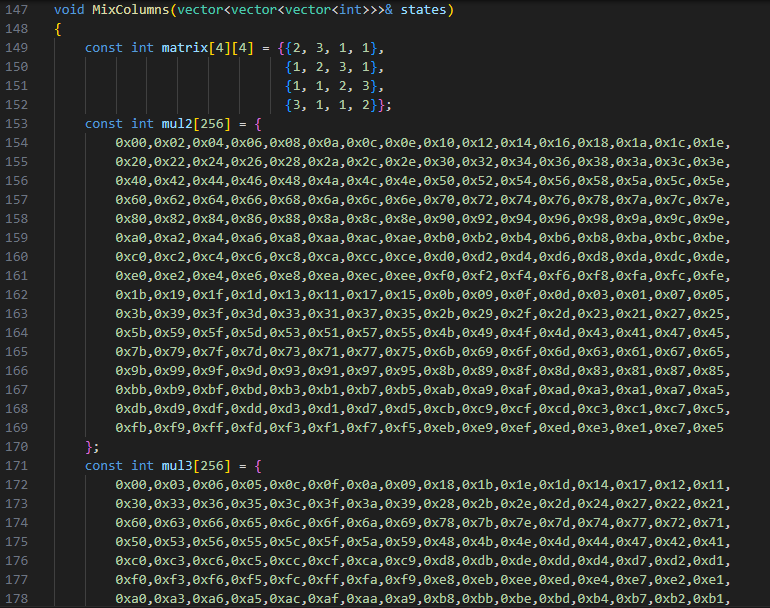 147 void MixColumns(vector<vector<vector<int>>>& states)
148 {
149 const int matrix[4][4] = {{2, 3, 1, 1},
150 {1, 2, 3, 1},
151 {1, 1, 2, 3},
152 {3, 1, 1, 2}};
153 const int mul2[256] = {
154 0x00,0x02,0x04,0x06,0x08,0x0a,0x0c,0x0e,0x10,0x12,0x14,0x16,0x18,0x1a,0x1c,0x1e,
155 0x20,0x22,0x24,0x26,0x28,0x2a,0x2c,0x2e,0x30,0x32,0x34,0x36,0x38,0x3a,0x3c,0x3e,
156 0x40,0x42,0x44,0x46,0x48,0x4a,0x4c,0x4e,0x50,0x52,0x54,0x56,0x58,0x5a,0x5c,0x5e,
157 0x60,0x62,0x64,0x66,0x68,0x6a,0x6c,0x6e,0x70,0x72,0x74,0x76,0x78,0x7a,0x7c,0x7e,
158 0x80,0x82,0x84,0x86,0x88,0x8a,0x8c,0x8e,0x90,0x92,0x94,0x96,0x98,0x9a,0x9c,0x9e,
159 0xa0,0xa2,0xa4,0xa6,0xa8,0xaa,0xac,0xae,0xb0,0xb2,0xb4,0xb6,0xb8,0xba,0xbc,0xbe,
160 0xc0,0xc2,0xc4,0xc6,0xc8,0xca,0xcc,0xce,0xd0,0xd2,0xd4,0xd6,0xd8,0xda,0xdc,0xde,
161 0xe0,0xe2,0xe4,0xe6,0xe8,0xea,0xec,0xee,0xf0,0xf2,0xf4,0xf6,0xf8,0xfa,0xfc,0xfe,
162 0x1b,0x19,0x1f,0x1d,0x13,0x11,0x17,0x15,0x0b,0x09,0x0f,0x0d,0x03,0x01,0x07,0x05,
163 0x3b,0x39,0x3f,0x3d,0x33,0x31,0x37,0x35,0x2b,0x29,0x2f,0x2d,0x23,0x21,0x27,0x25,
164 0x5b,0x59,0x5f,0x5d,0x53,0x51,0x57,0x55,0x4b,0x49,0x4f,0x4d,0x43,0x41,0x47,0x45,
165 0x7b,0x79,0x7f,0x7d,0x73,0x71,0x77,0x75,0x6b,0x69,0x6f,0x6d,0x63,0x61,0x67,0x65,
166 0x9b,0x99,0x9f,0x9d,0x93,0x91,0x97,0x95,0x8b,0x89,0x8f,0x8d,0x83,0x81,0x87,0x85,
167 0xbb,0xb9,0xbf,0xbd,0xb3,0xb1,0xb7,0xb5,0xab,0xa9,0xaf,0xad,0xa3,0xa1,0xa7,0xa5,
168 0xdb,0xd9,0xdf,0xdd,0xd3,0xd1,0xd7,0xd5,0xcb,0xc9,0xcf,0xcd,0xc3,0xc1,0xc7,0xc5,
169 0xfb,0xf9,0xff,0xfd,0xf3,0xf1,0xf7,0xf5,0xeb,0xe9,0xef,0xed,0xe3,0xe1,0xe7,0xe5
170 };
171 const int mul3[256] = {
172 0x00,0x03,0x06,0x05,0x0c,0x0f,0x0a,0x09,0x18,0x1b,0x1e,0x1d,0x14,0x17,0x12,0x11,
173 0x30,0x33,0x36,0x35,0x3c,0x3f,0x3a,0x39,0x28,0x2b,0x2e,0x2d,0x24,0x27,0x22,0x21,
174 0x60,0x63,0x66,0x65,0x6c,0x6f,0x6a,0x69,0x78,0x7b,0x7e,0x7d,0x74,0x77,0x72,0x71,
175 0x50,0x53,0x56,0x55,0x5c,0x5f,0x5a,0x59,0x48,0x4b,0x4e,0x4d,0x44,0x47,0x42,0x41,
176 0xc0,0xc3,0xc6,0xc5,0xcc,0xcf,0xca,0xc9,0xd8,0xdb,0xde,0xdd,0xd4,0xd7,0xd2,0xd1,
177 0xf0,0xf3,0xf6,0xf5,0xfc,0xff,0xfa,0xf9,0xe8,0xeb,0xee,0xed,0xe4,0xe7,0xe2,0xe1,
178 0xa0,0xa3,0xa6,0xa5,0xac,0xaf,0xaa,0xa9,0xb8,0xbb,0xbe,0xbd,0xb4,0xb7,0xb2,0xb1,